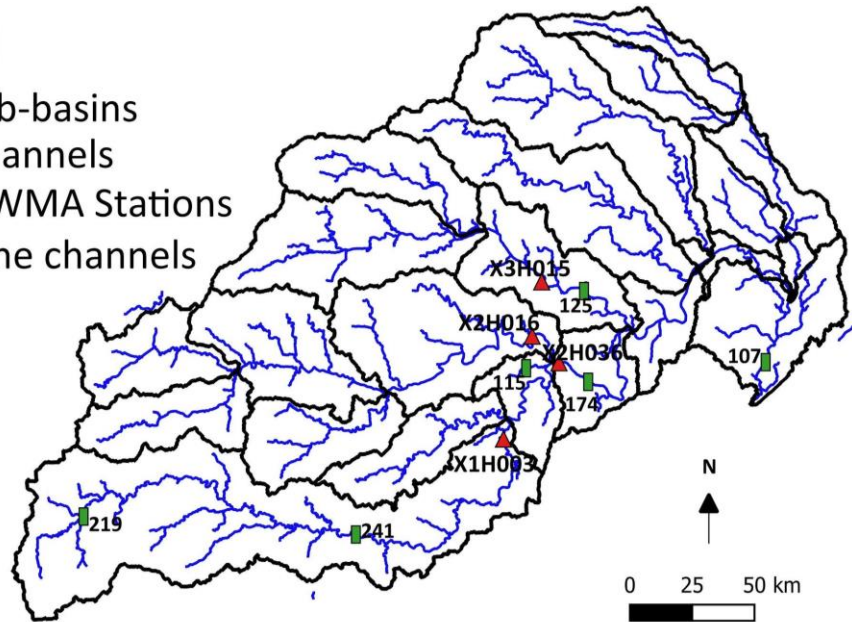 b-basins
annels
WMA Stations
ne channels
X3H015
125
X2H016
X2H036
107
115
174
X1H003
219
241
N
0 25 50 km